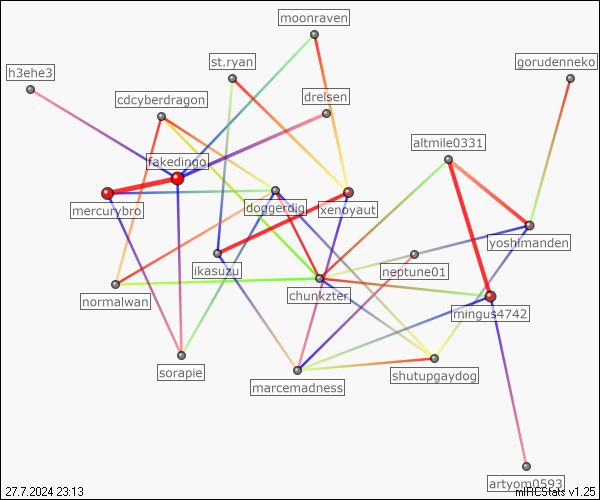 moonraven
st.ryan
gorudenneko
h3ehe3
cdcyberdragon
drelsen
altmile0331
fakedingo
mercurybro
doggerdig
xenoyaut
yoshimanden
ikasuzu
neptune01
normalwan
chunkzter
mingus4742
sorapie
marcemadness
shutupgaydog
artyom0593
27.7.2024 23:13
mIRCStats v1.25